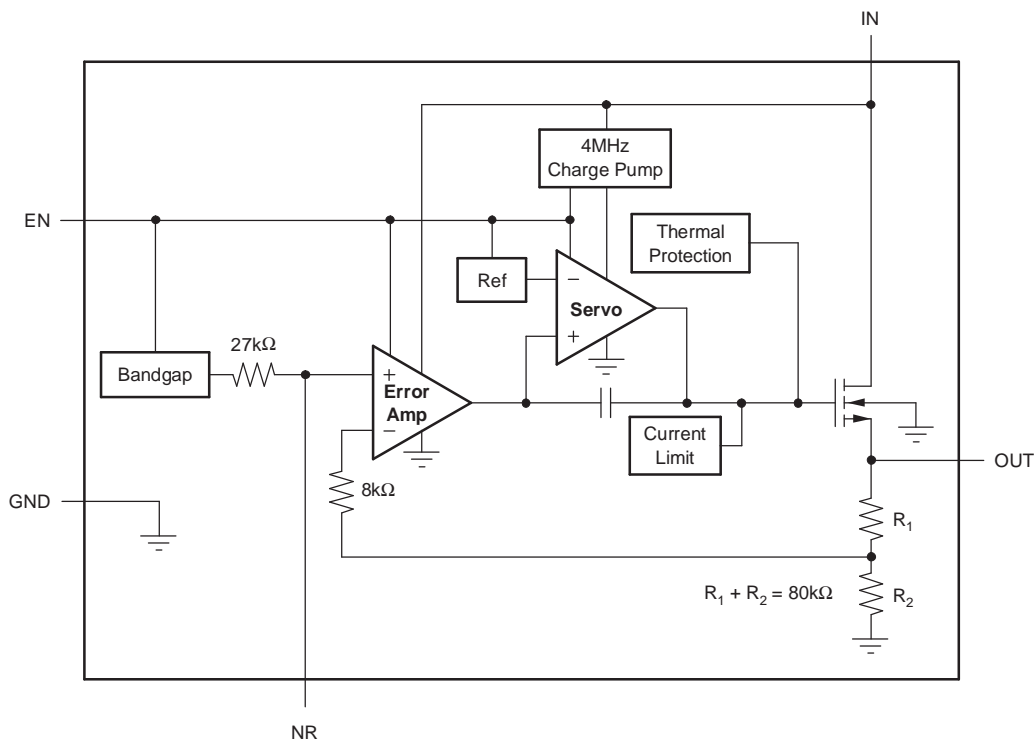 IN
4MHz
Charge Pump
EN
Thermal
Protection
Ref
−
Servo
+
27kΩ
Bandgap
+
Error
Amp
−
Current
Limit
OUT
8kΩ
GND
R1
R1 + R2 = 80kΩ
R2
NR